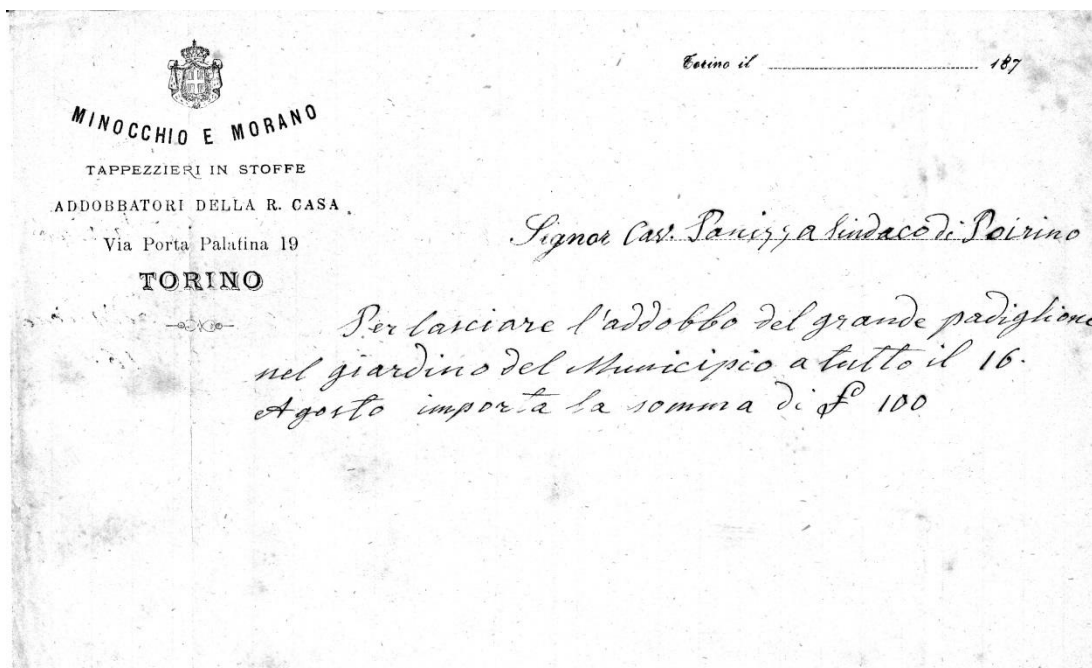 Torino il 187
MINOCCHIO E MORANO
TAPPEZZIERI IN STOFFE
ADDOBBATORI DELLA R. CASA
Via Porta Palatina 19
TORINO
Signor Cav. Panizza Sindaco di Poirino
Per lasciare l'addobbo del grande padiglione
nel giardino del Municipio a tutto il 16.
Agosto importa la somma di £ 100